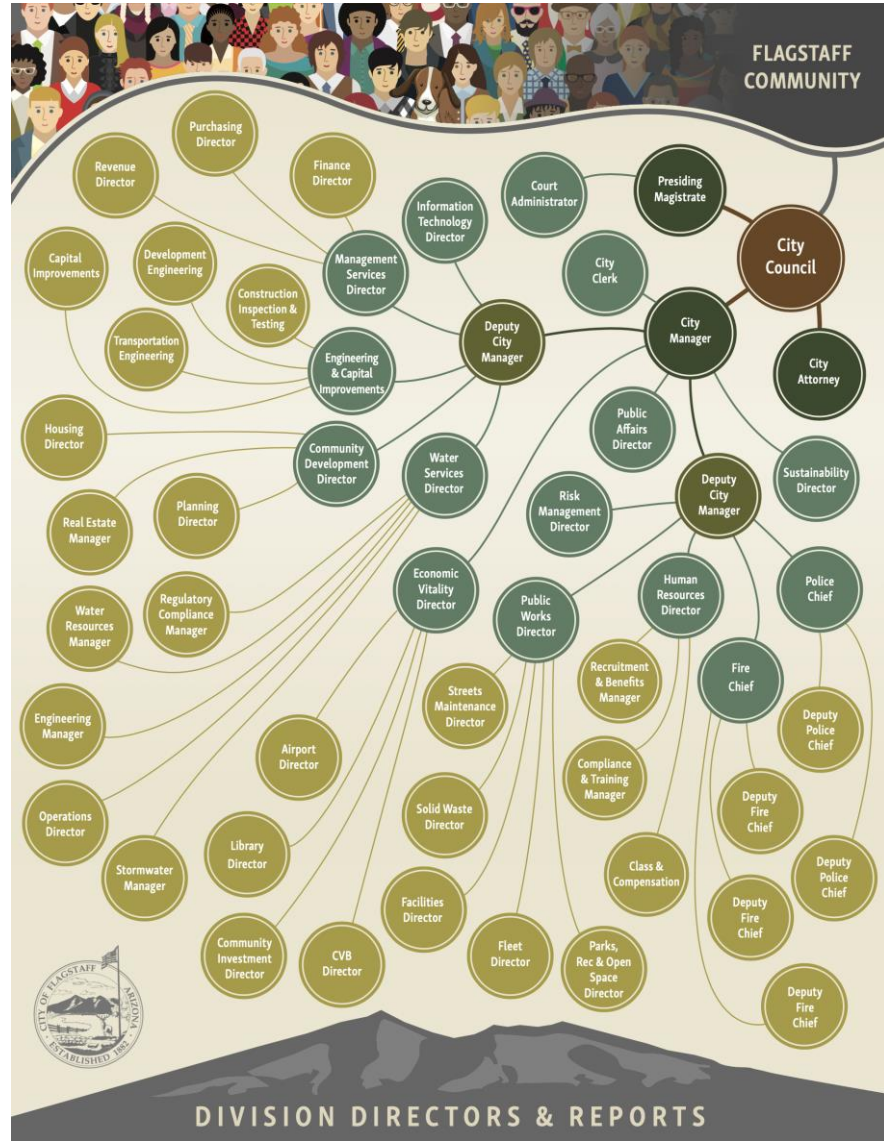 FLAGSTAFF
COMMUNITY
Purchasing
Director
Revenue
Director
Finance
Director
Information
Technology
Director
Court
Administrator
Presiding
Magistrate
City
Council
Capital
Improvements
Development
Engineering
Management
Services
Director
City
Clerk
Construction
Inspection &
Testing
Transportation
Engineering
Engineering
& Capital
Improvements
Deputy
City
Manager
City
Manager
City
Attorney
Housing
Director
Community
Development
Director
Water
Services
Director
Public
Affairs
Director
Sustainability
Director
Real Estate
Manager
Planning
Director
Risk
Management
Director
Deputy
City
Manager
Water
Resources
Manager
Regulatory
Compliance
Manager
Economic
Vitality
Director
Public
Works
Director
Human
Resources
Director
Police
Chief
Engineering
Manager
Airport
Director
Streets
Maintenance
Director
Recruitment
& Benefits
Manager
Fire
Chief
Deputy
Police
Chief
Operations
Director
Stormwater
Manager
Library
Director
Solid Waste
Director
Compliance
& Training
Manager
Deputy
Fire
Chief
Class &
Compensation
Deputy
Police
Chief
Community
Investment
Director
CVB
Director
Facilities
Director
Fleet
Director
Parks,
Rec & Open
Space
Director
Deputy
Fire
Chief
Deputy
Fire
Chief
CITY OF FLAGSTAFF
ARIZONA
ESTABLISHED 1882
DIVISION DIRECTORS & REPORTS